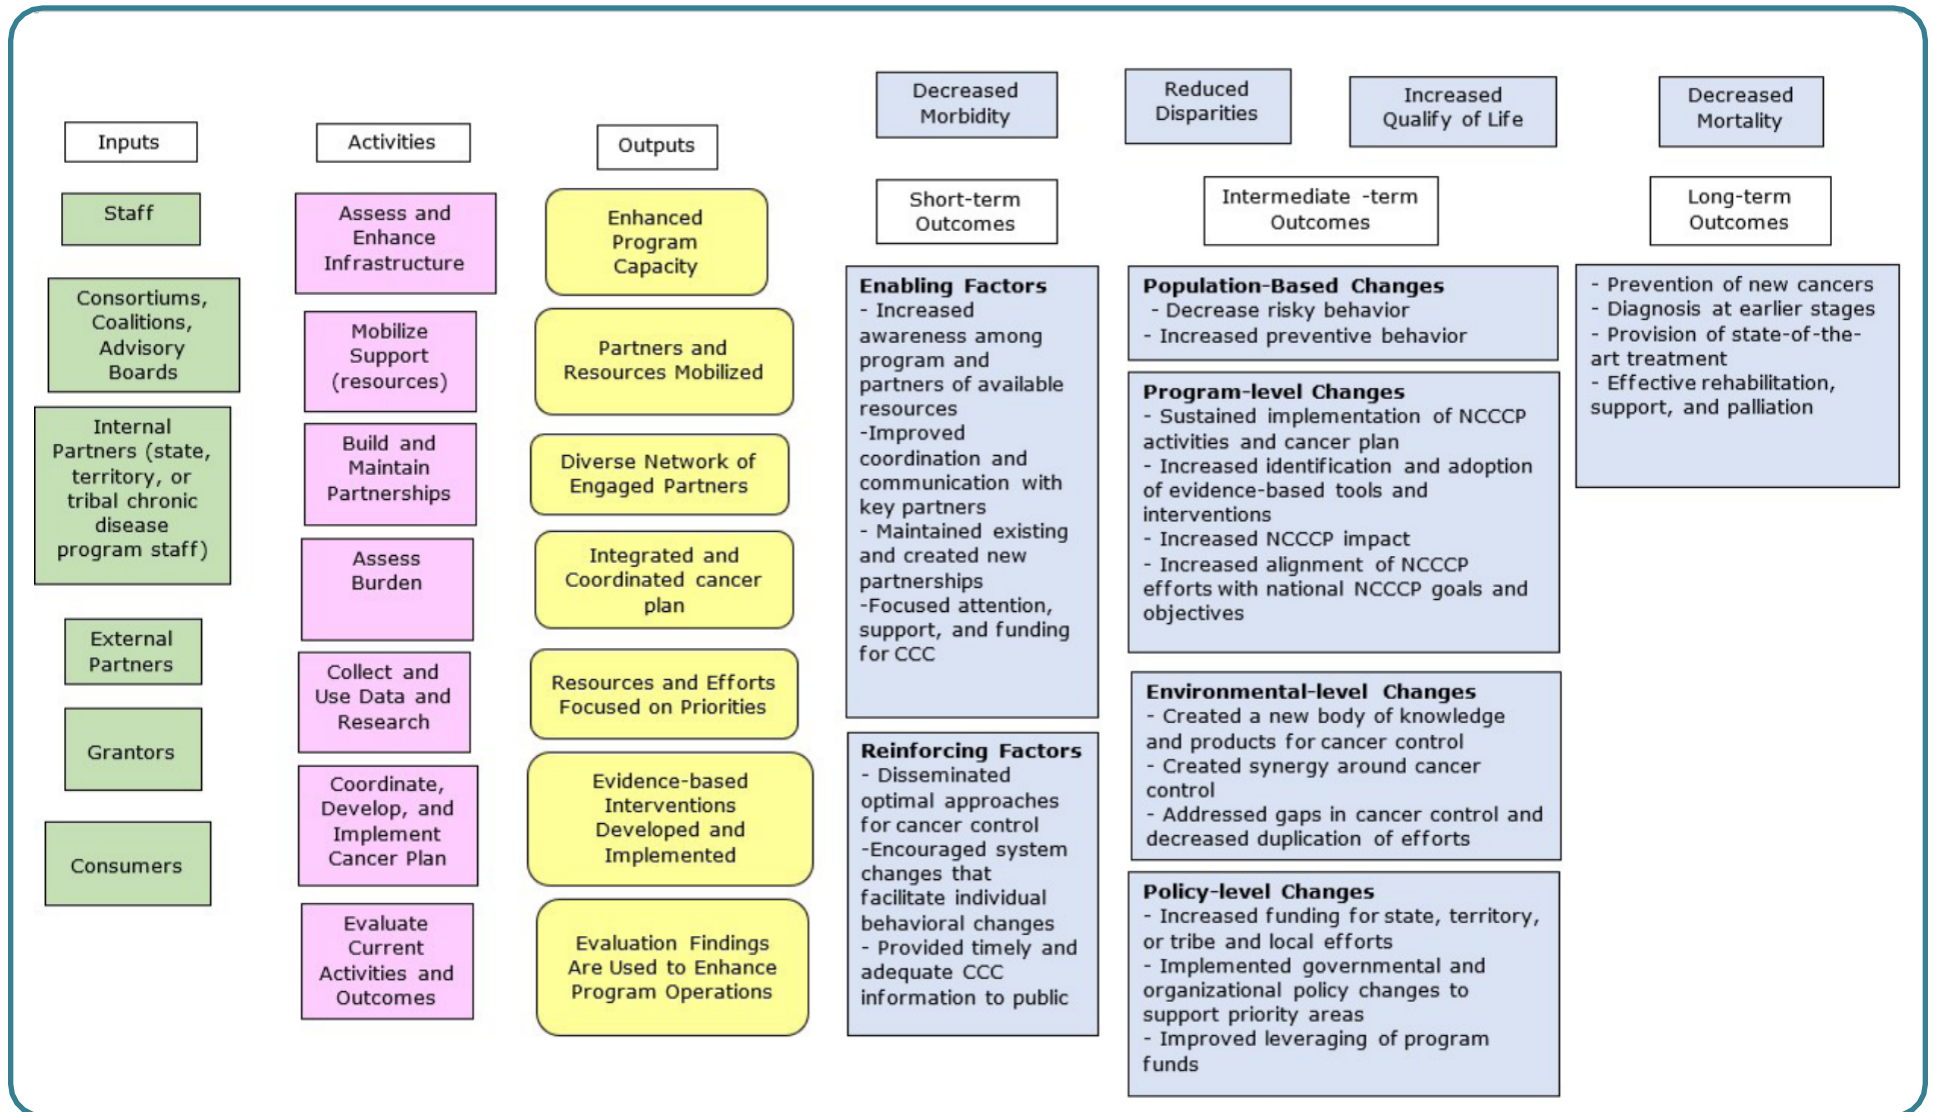 Inputs
Staff
Consortiums,
Coalitions,
Advisory
Boards
Internal
Partners (state,
territory, or
tribal chronic
disease
program staff)
External
Partners
Grantors
Consumers
Activities
Assess and
Enhance
Infrastructure
Mobilize
Support
(resources)
Build and
Maintain
Partnerships
Assess
Burden
Collect and
Use Data and
Research
Coordinate,
Develop, and
Implement
Cancer Plan
Evaluate
Current
Activities and
Outcomes
Outputs
Enhanced
Program
Capacity
Partners and
Resources Mobilized
Diverse Network of
Engaged Partners
Integrated and
Coordinated cancer
plan
Resources and Efforts
Focused on Priorities
Evidence-based
Interventions
Developed and
Implemented
Evaluation Findings
Are Used to Enhance
Program Operations
Decreased
Morbidity
Reduced
Disparities
Increased
Qualify of Life
Decreased
Mortality
Short-term
Outcomes
Enabling Factors
- Increased
awareness among
program and
partners of available
resources
-Improved
coordination and
communication with
key partners
- Maintained existing
and created new
partnerships
-Focused attention,
support, and funding
for CCC
Reinforcing Factors
- Disseminated
optimal approaches
for cancer control
-Encouraged system
changes that
facilitate individual
behavioral changes
- Provided timely and
adequate CCC
information to public
Intermediate -term
Outcomes
Population-Based Changes
- Decrease risky behavior
- Increased preventive behavior
Program-level Changes
- Sustained implementation of NCCCP
activities and cancer plan
- Increased identification and adoption
of evidence-based tools and
interventions
- Increased NCCCP impact
- Increased alignment of NCCCP
efforts with national NCCCP goals and
objectives
Environmental-level Changes
- Created a new body of knowledge
and products for cancer control
- Created synergy around cancer
control
- Addressed gaps in cancer control and
decreased duplication of efforts
Policy-level Changes
- Increased funding for state, territory,
or tribe and local efforts
- Implemented governmental and
organizational policy changes to
support priority areas
- Improved leveraging of program
funds
Long-term
Outcomes
- Prevention of new cancers
- Diagnosis at earlier stages
- Provision of state-of-the-
art treatment
- Effective rehabilitation,
support, and palliation